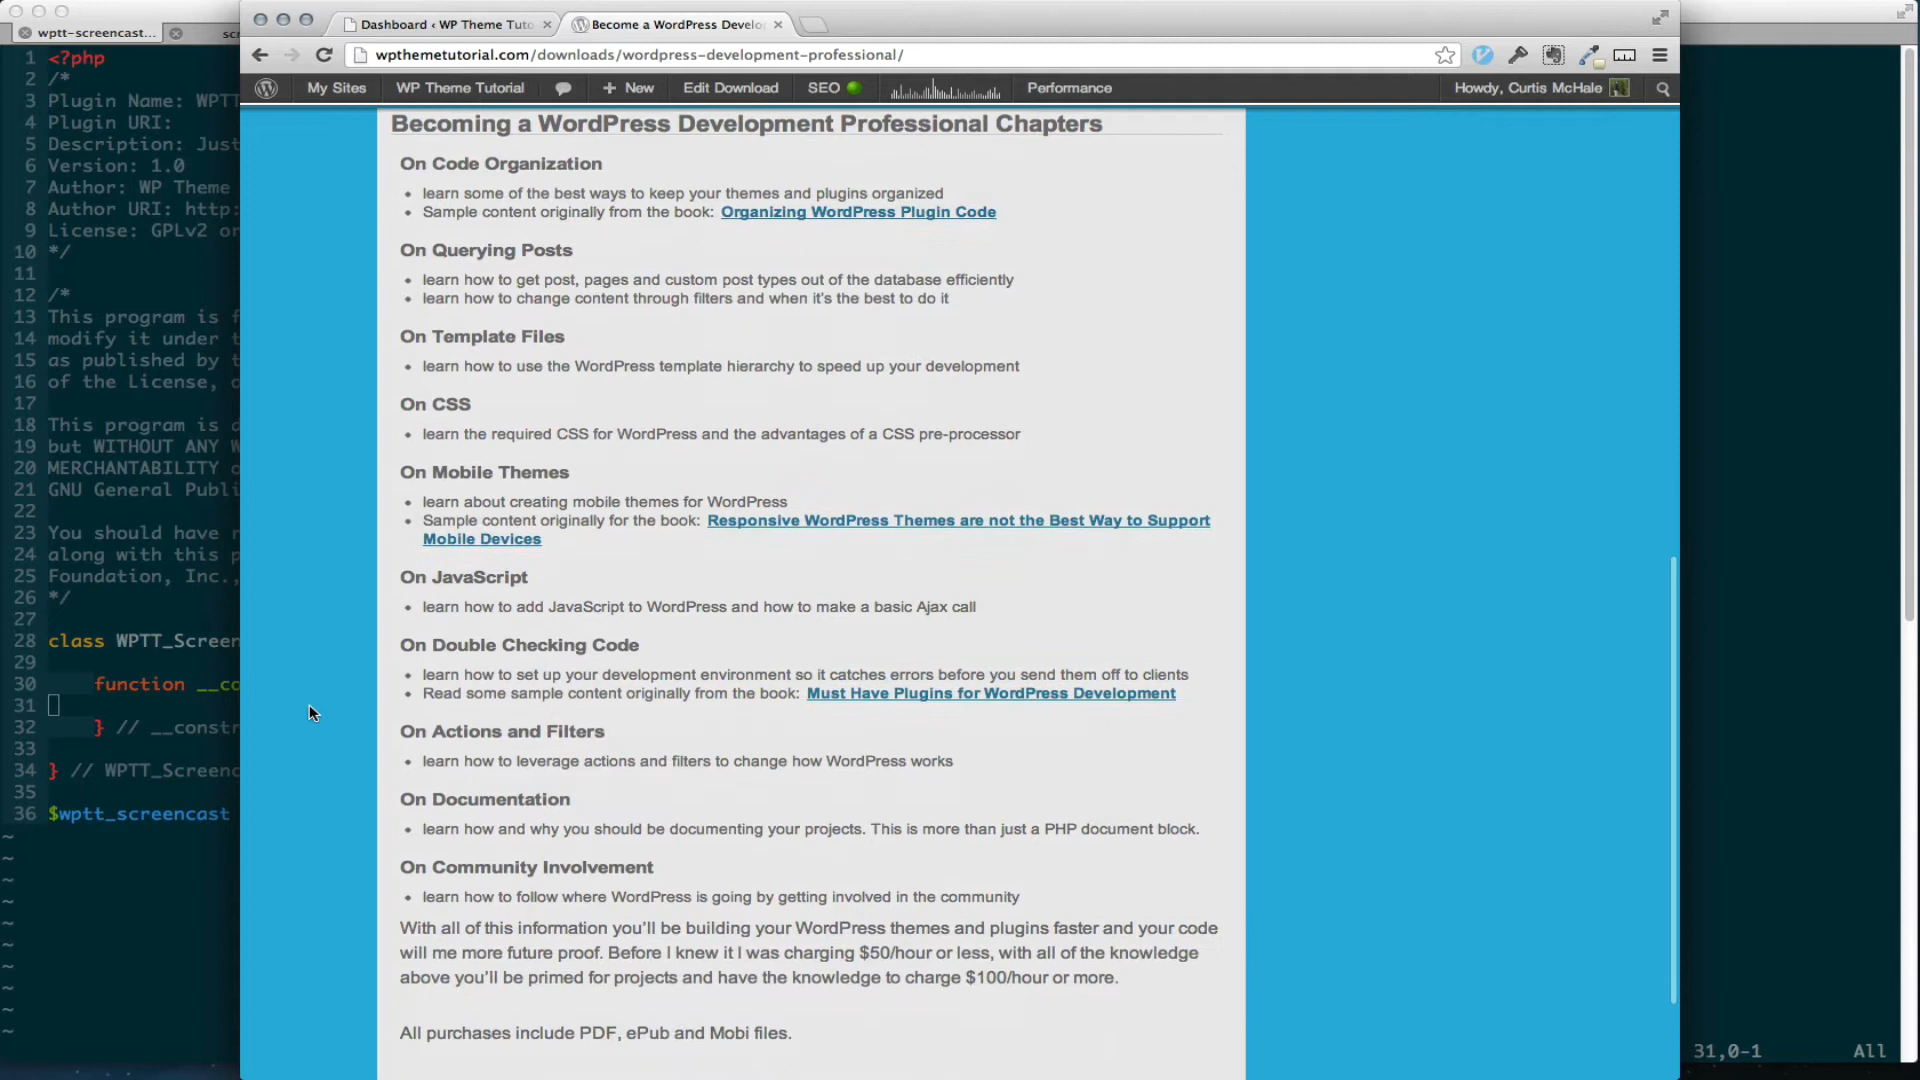 wptt-screencast...
scr
1 <?php
2 /*
3 Plugin Name: WPTT
4 Plugin URI:
5 Description: Just
6 Version: 1.0
7 Author: WP Theme
8 Author URI: http:
9 License: GPLv2 or
10 */
11
12 /*
13 This program is f
14 modify it under t
15 as published by t
16 of the License, o
17
18 This program is d
19 but WITHOUT ANY W
20 MERCHANTABILITY o
21 GNU General Publi
22
23 You should have r
24 along with this p
25 Foundation, Inc.,
26 */
27
28 class WPTT_Screen
29
30 function __co
31
32 } // __constr
33
34 } // WPTT_Screenc
35
36 $wptt_screencast
~
~
~
~
~
~
~
~
~
~
Dashboard ‹ WP Theme Tuto
Become a WordPress Develo
wpthemetutorial.com/downloads/wordpress-development-professional/
My Sites WP Theme Tutorial + New Edit Download SEO Performance Howdy, Curtis McHale
Becoming a WordPress Development Professional Chapters
On Code Organization
• learn some of the best ways to keep your themes and plugins organized
• Sample content originally from the book: Organizing WordPress Plugin Code
On Querying Posts
• learn how to get post, pages and custom post types out of the database efficiently
• learn how to change content through filters and when it's the best to do it
On Template Files
• learn how to use the WordPress template hierarchy to speed up your development
On CSS
• learn the required CSS for WordPress and the advantages of a CSS pre-processor
On Mobile Themes
• learn about creating mobile themes for WordPress
• Sample content originally for the book: Responsive WordPress Themes are not the Best Way to Support
Mobile Devices
On JavaScript
• learn how to add JavaScript to WordPress and how to make a basic Ajax call
On Double Checking Code
• learn how to set up your development environment so it catches errors before you send them off to clients
• Read some sample content originally from the book: Must Have Plugins for WordPress Development
On Actions and Filters
• learn how to leverage actions and filters to change how WordPress works
On Documentation
• learn how and why you should be documenting your projects. This is more than just a PHP document block.
On Community Involvement
• learn how to follow where WordPress is going by getting involved in the community
With all of this information you'll be building your WordPress themes and plugins faster and your code
will me more future proof. Before I knew it I was charging $50/hour or less, with all of the knowledge
above you'll be primed for projects and have the knowledge to charge $100/hour or more.
All purchases include PDF, ePub and Mobi files.
31,0-1 All